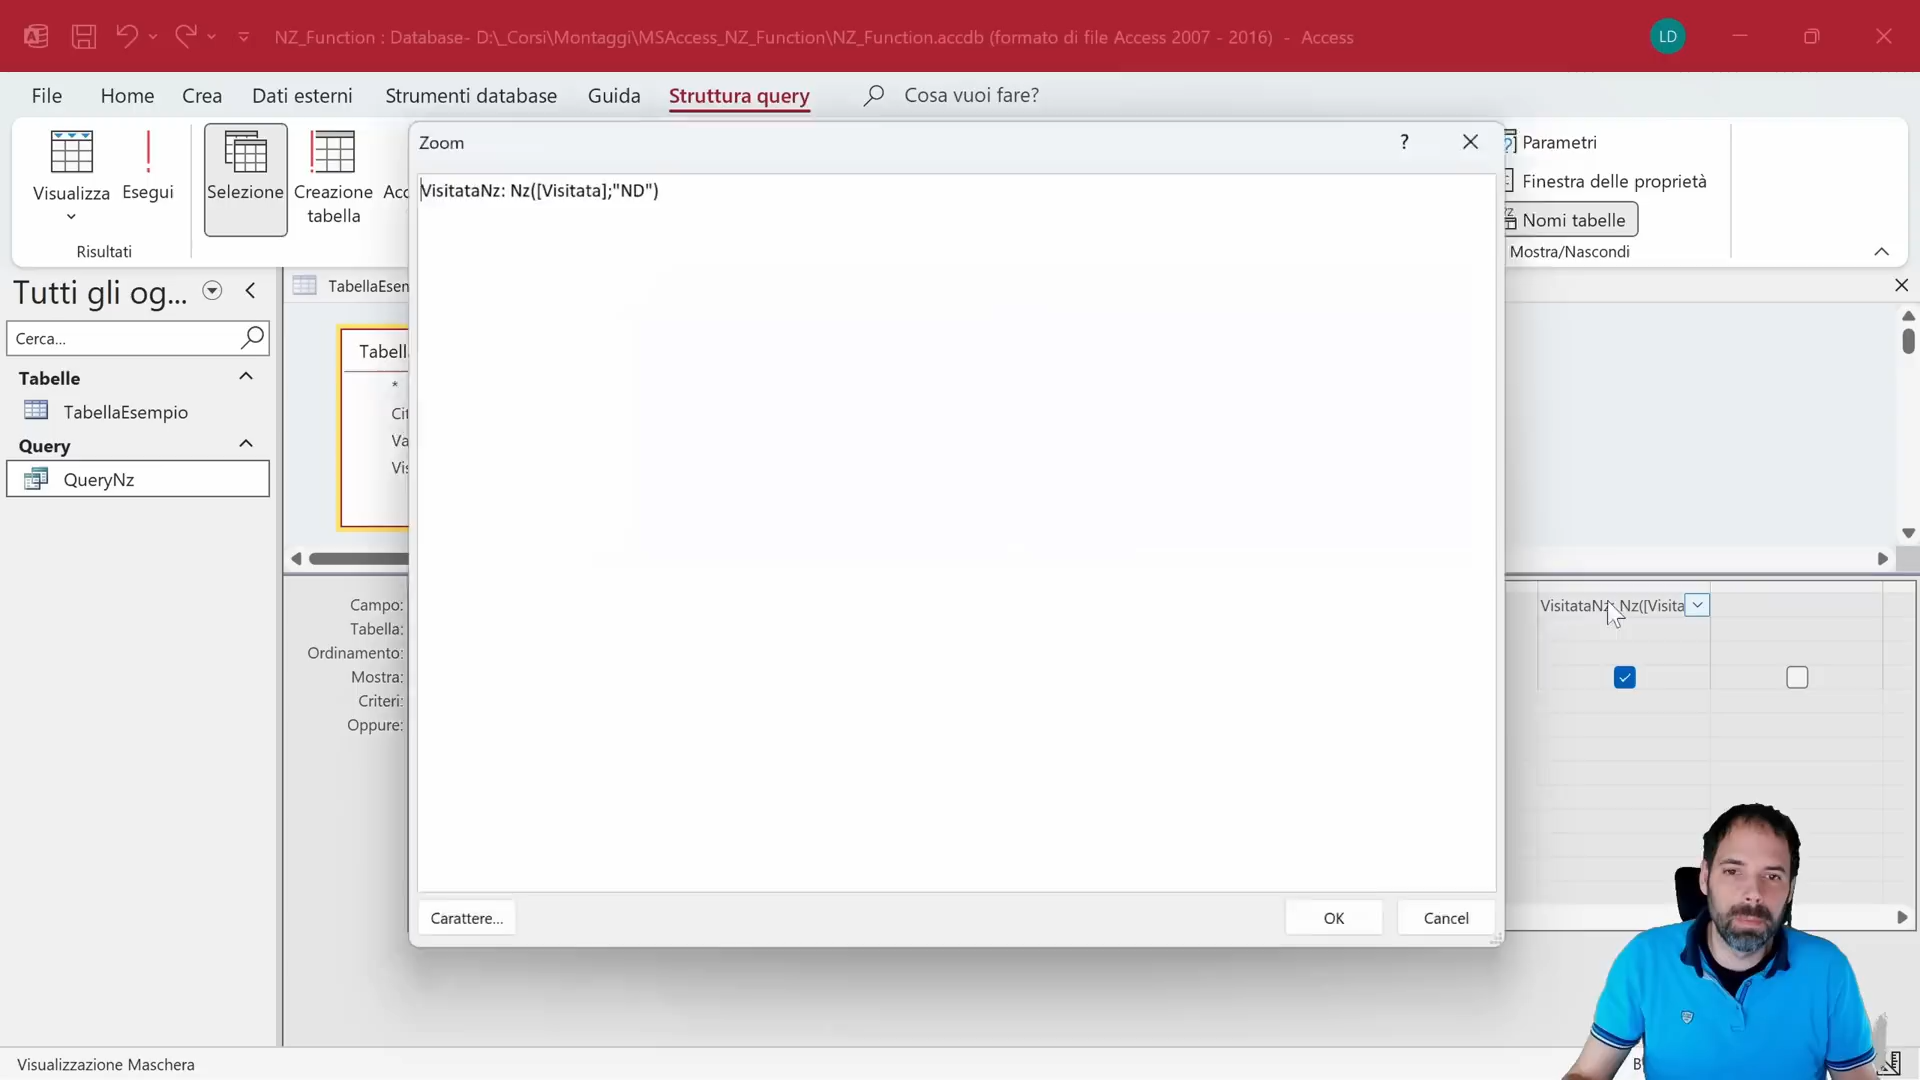 NZ_Function : Database- D:\_Corsi\Montaggi\MSAccess_NZ_Function\NZ_Function.accdb (formato di file Access 2007 - 2016)  -  Access
LD
File
Home
Crea
Dati esterni
Strumenti database
Guida
Struttura query
Cosa vuoi fare?
Visualizza
Esegui
Risultati
Selezione
Creazione
tabella
Zoom
?
VisitataNz: Nz([Visitata];"ND")
Carattere...
OK
Cancel
Parametri
Finestra delle proprietà
Nomi tabelle
Mostra/Nascondi
Tutti gli og...
Cerca...
Tabelle
TabellaEsempio
Query
QueryNz
Campo:
Tabella:
Ordinamento:
Mostra:
Criteri:
Oppure:
Visualizzazione Maschera